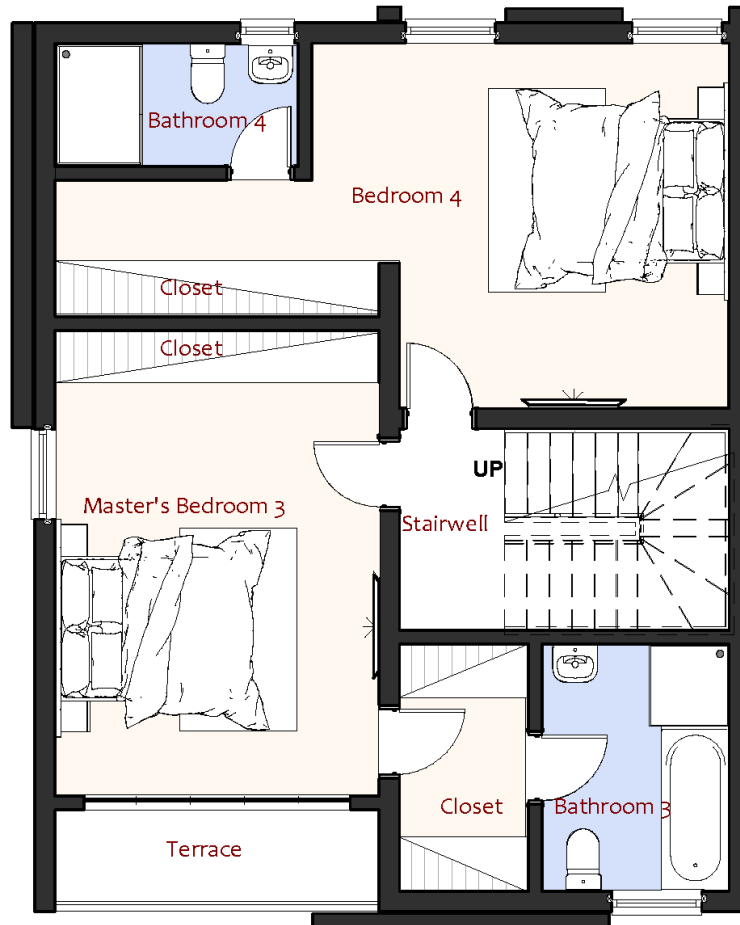 Bathroom 4
Bedroom 4
Closet
Closet
UP
Master's Bedroom 3
Stairwell
Closet
Bathroom 3
Terrace